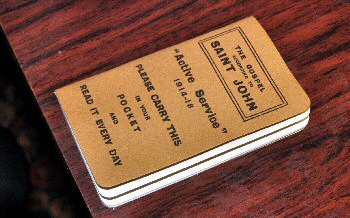 THE GOSPEL
ACCORDING TO
SAINT JOHN
"Active Service"
1914-18
PLEASE CARRY THIS
IN YOUR
POCKET
AND
READ IT EVERY DAY